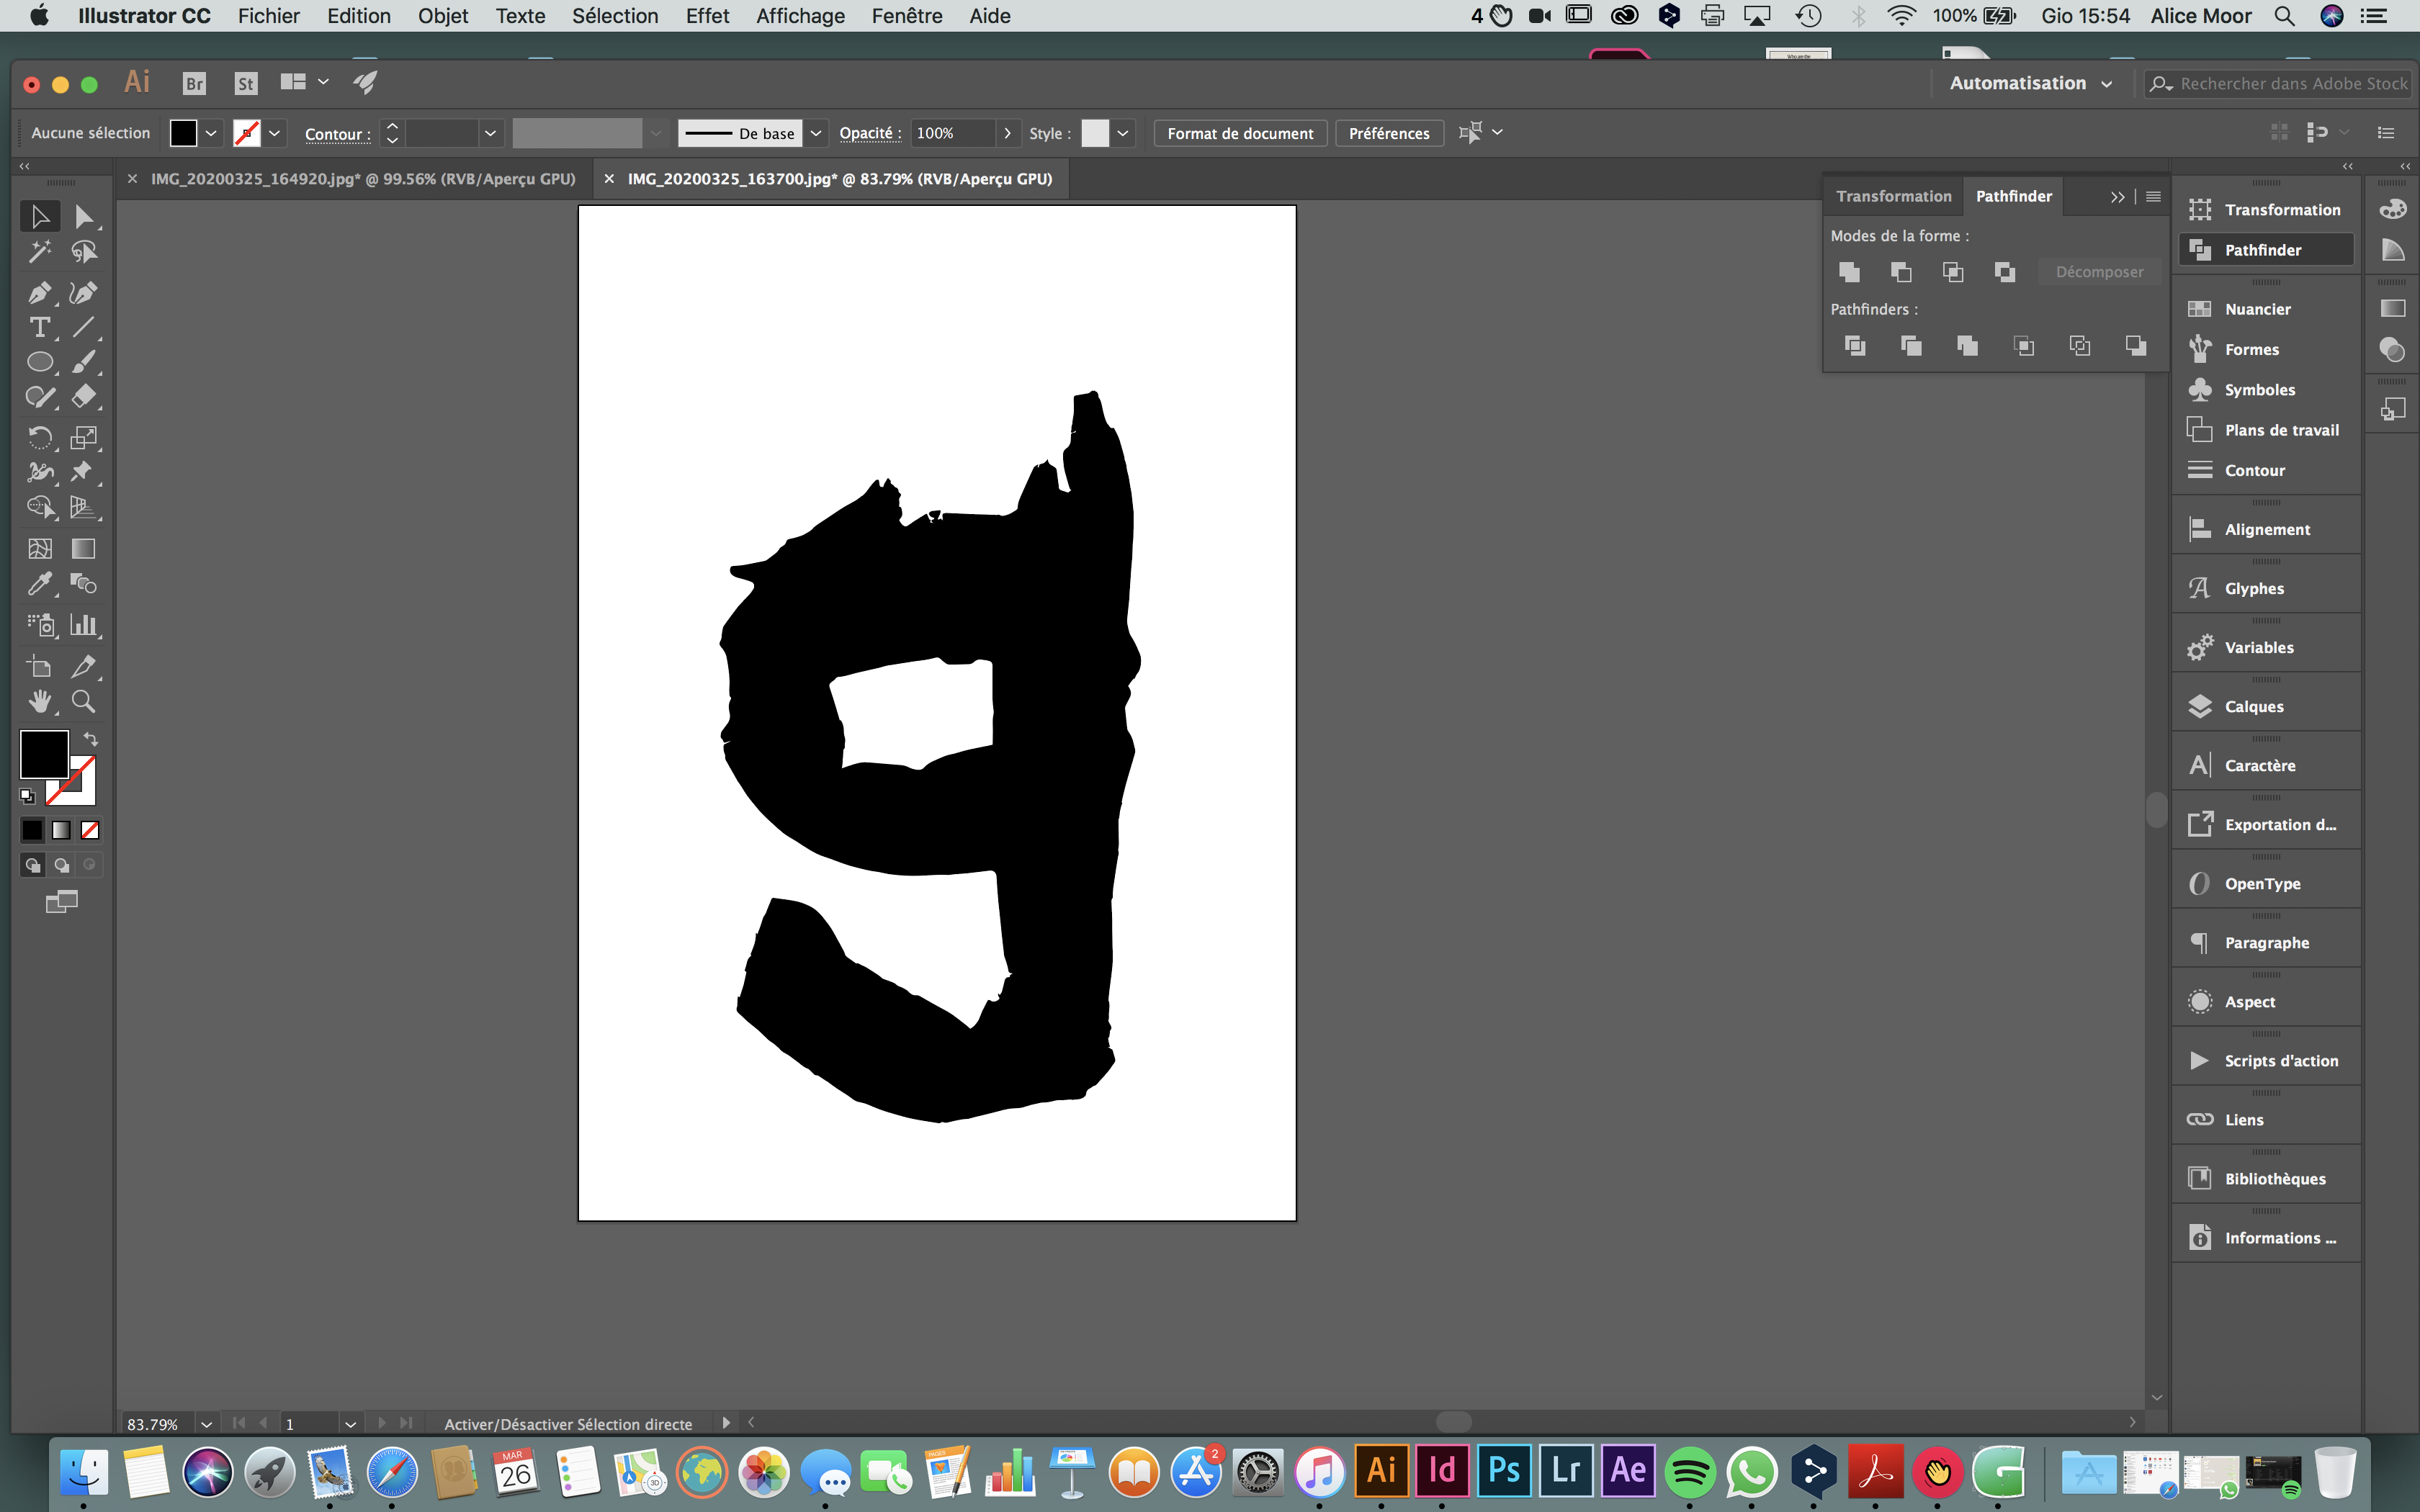 Illustrator CC Fichier Edition Objet Texte Sélection Effet Affichage Fenêtre Aide 4 100% Gio 15:54 Alice Moor
Ai Br St Automatisation Rechercher dans Adobe Stock
Aucune sélection Contour : De base Opacité : 100% Style : Format de document Préférences
IMG_20200325_164920.jpg* @ 99.56% (RVB/Aperçu GPU) IMG_20200325_163700.jpg* @ 83.79% (RVB/Aperçu GPU)
Transformation Pathfinder
Modes de la forme :
Décomposer
Pathfinders :
Transformation
Pathfinder
Nuancier
Formes
Symboles
Plans de travail
Contour
Alignement
Glyphes
Variables
Calques
Caractère
Exportation d...
OpenType
Paragraphe
Aspect
Scripts d'action
Liens
Bibliothèques
Informations ...
g
83.79% 1 Activer/Désactiver Sélection directe
MAR
26
PAGES
3D
2
Ai Id Ps Lr Ae